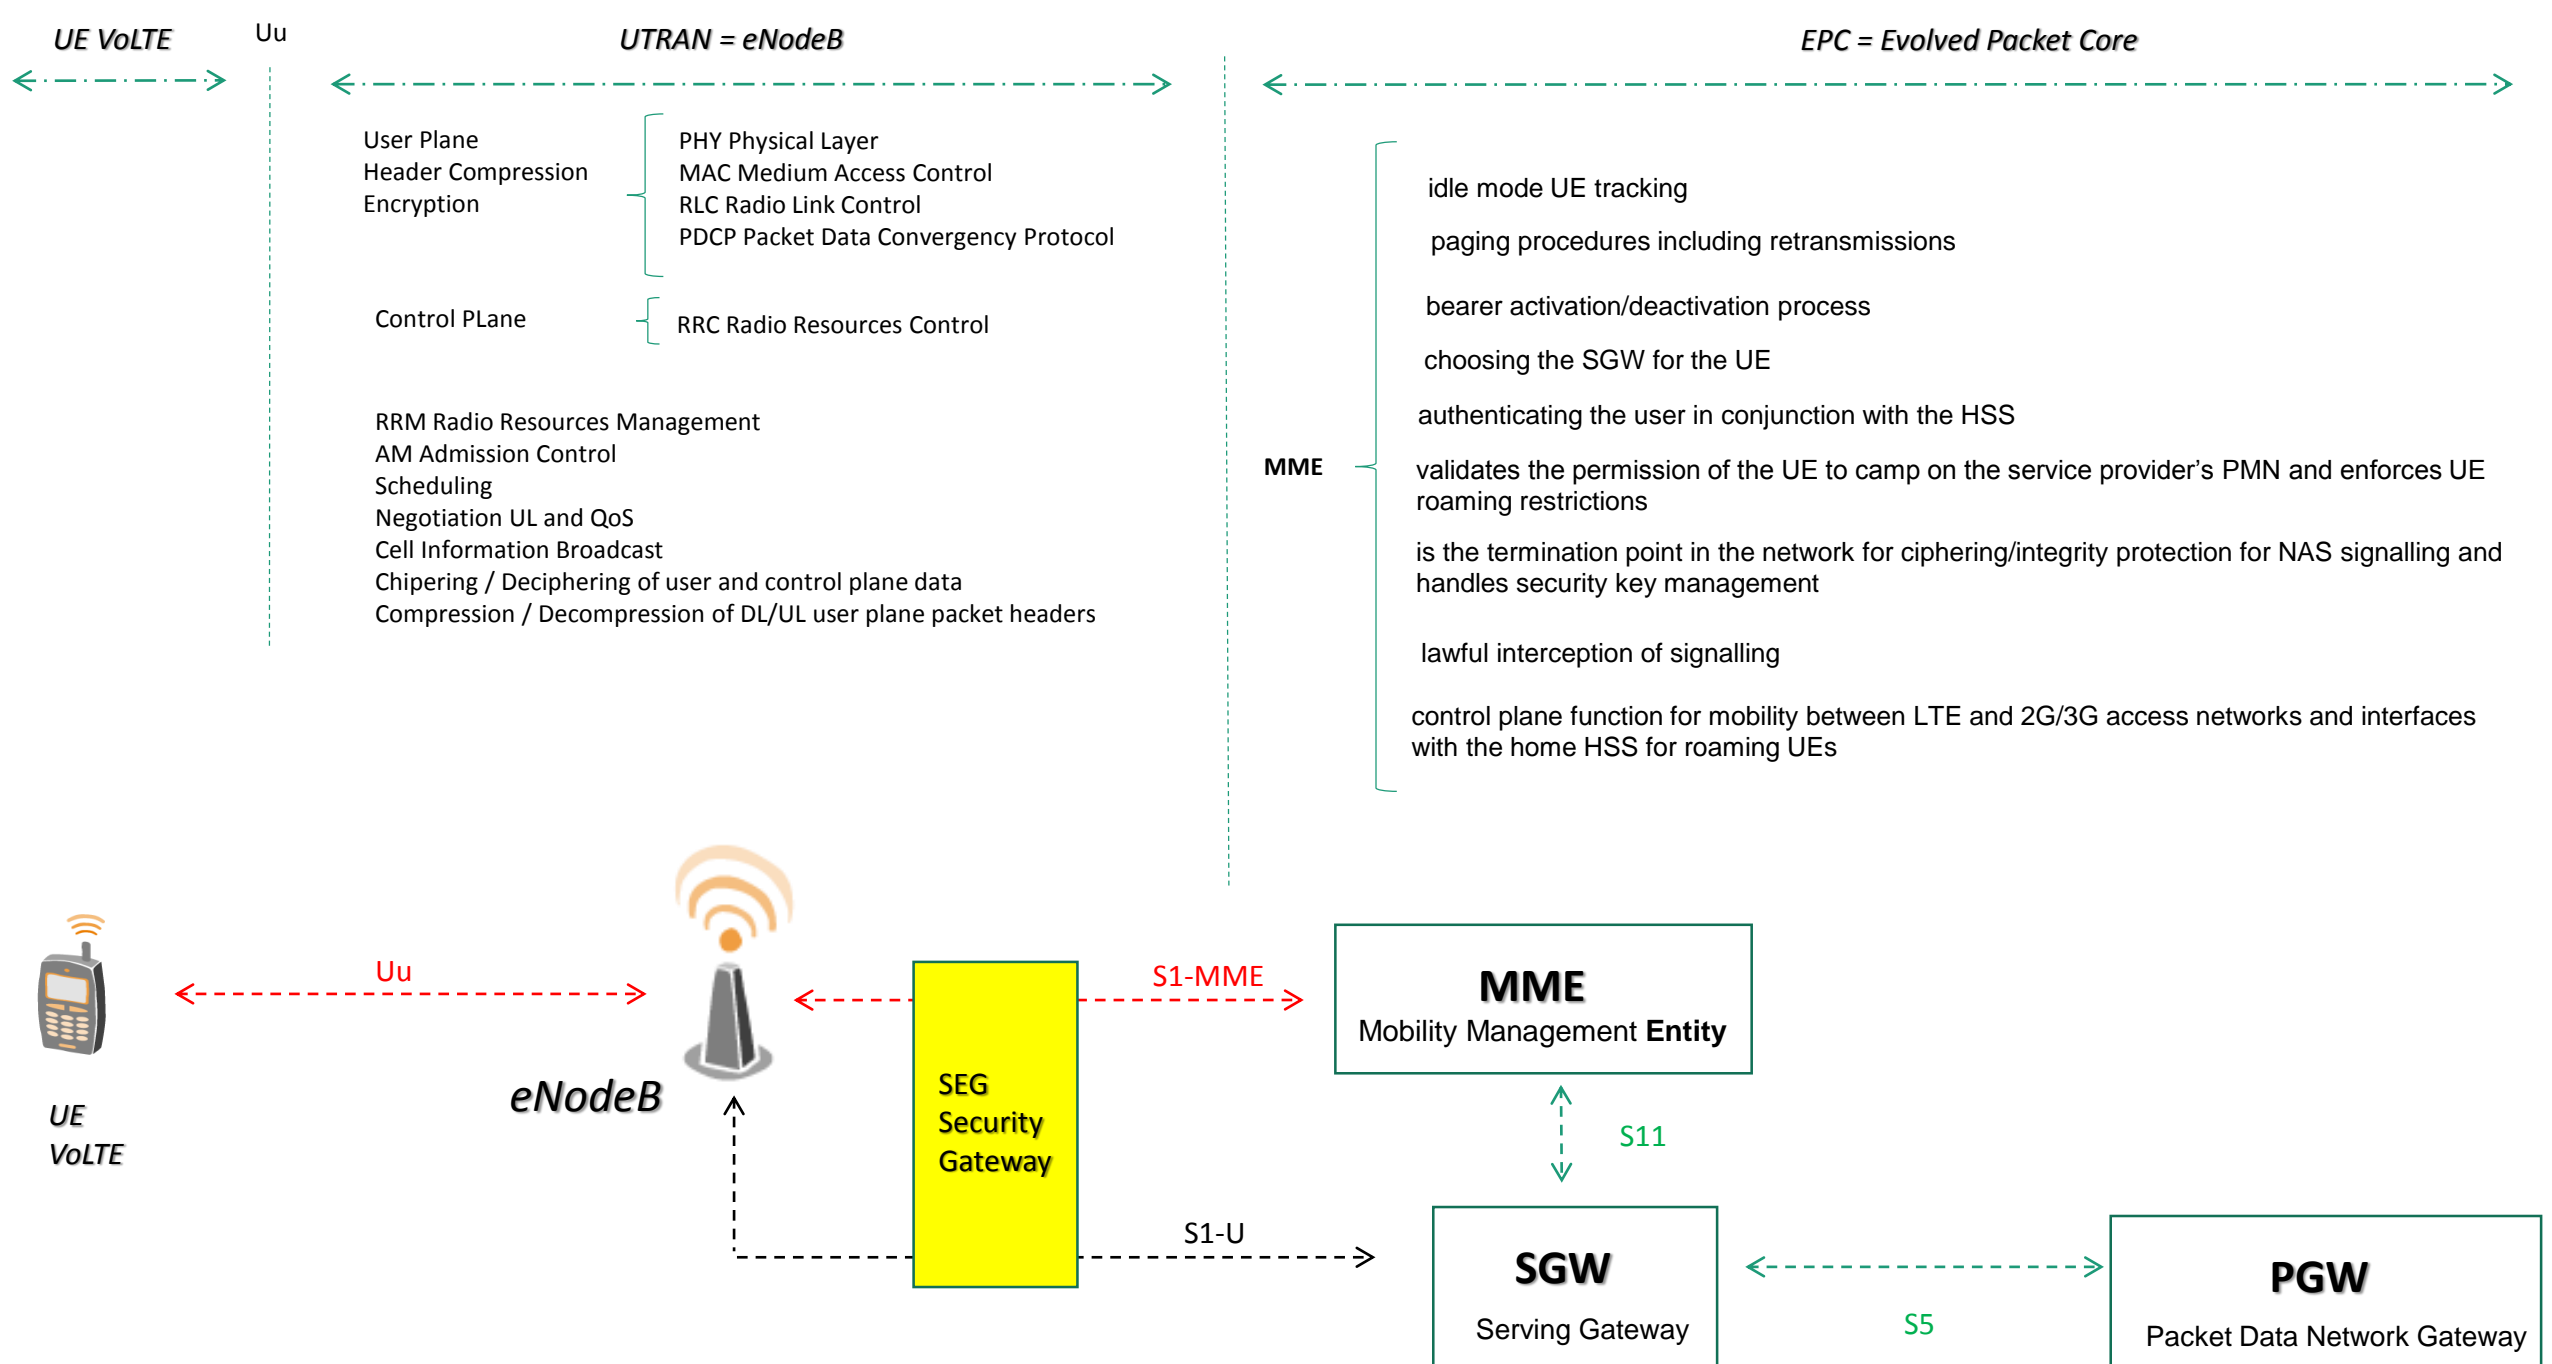 UE VoLTE
Uu
UTRAN = eNodeB
EPC = Evolved Packet Core
User Plane
Header Compression
Encryption
PHY Physical Layer
MAC Medium Access Control
RLC Radio Link Control
PDCP Packet Data Convergency Protocol
Control PLane
RRC Radio Resources Control
RRM Radio Resources Management
AM Admission Control
Scheduling
Negotiation UL and QoS
Cell Information Broadcast
Chipering / Deciphering of user and control plane data
Compression / Decompression of DL/UL user plane packet headers
MME
idle mode UE tracking
paging procedures including retransmissions
bearer activation/deactivation process
choosing the SGW for the UE
authenticating the user in conjunction with the HSS
validates the permission of the UE to camp on the service provider’s PMN and enforces UE
roaming restrictions
is the termination point in the network for ciphering/integrity protection for NAS signalling and
handles security key management
lawful interception of signalling
control plane function for mobility between LTE and 2G/3G access networks and interfaces
with the home HSS for roaming UEs
UE
VoLTE
Uu
eNodeB
SEG
Security
Gateway
S1-MME
S1-U
MME
Mobility Management Entity
S11
SGW
Serving Gateway
S5
PGW
Packet Data Network Gateway